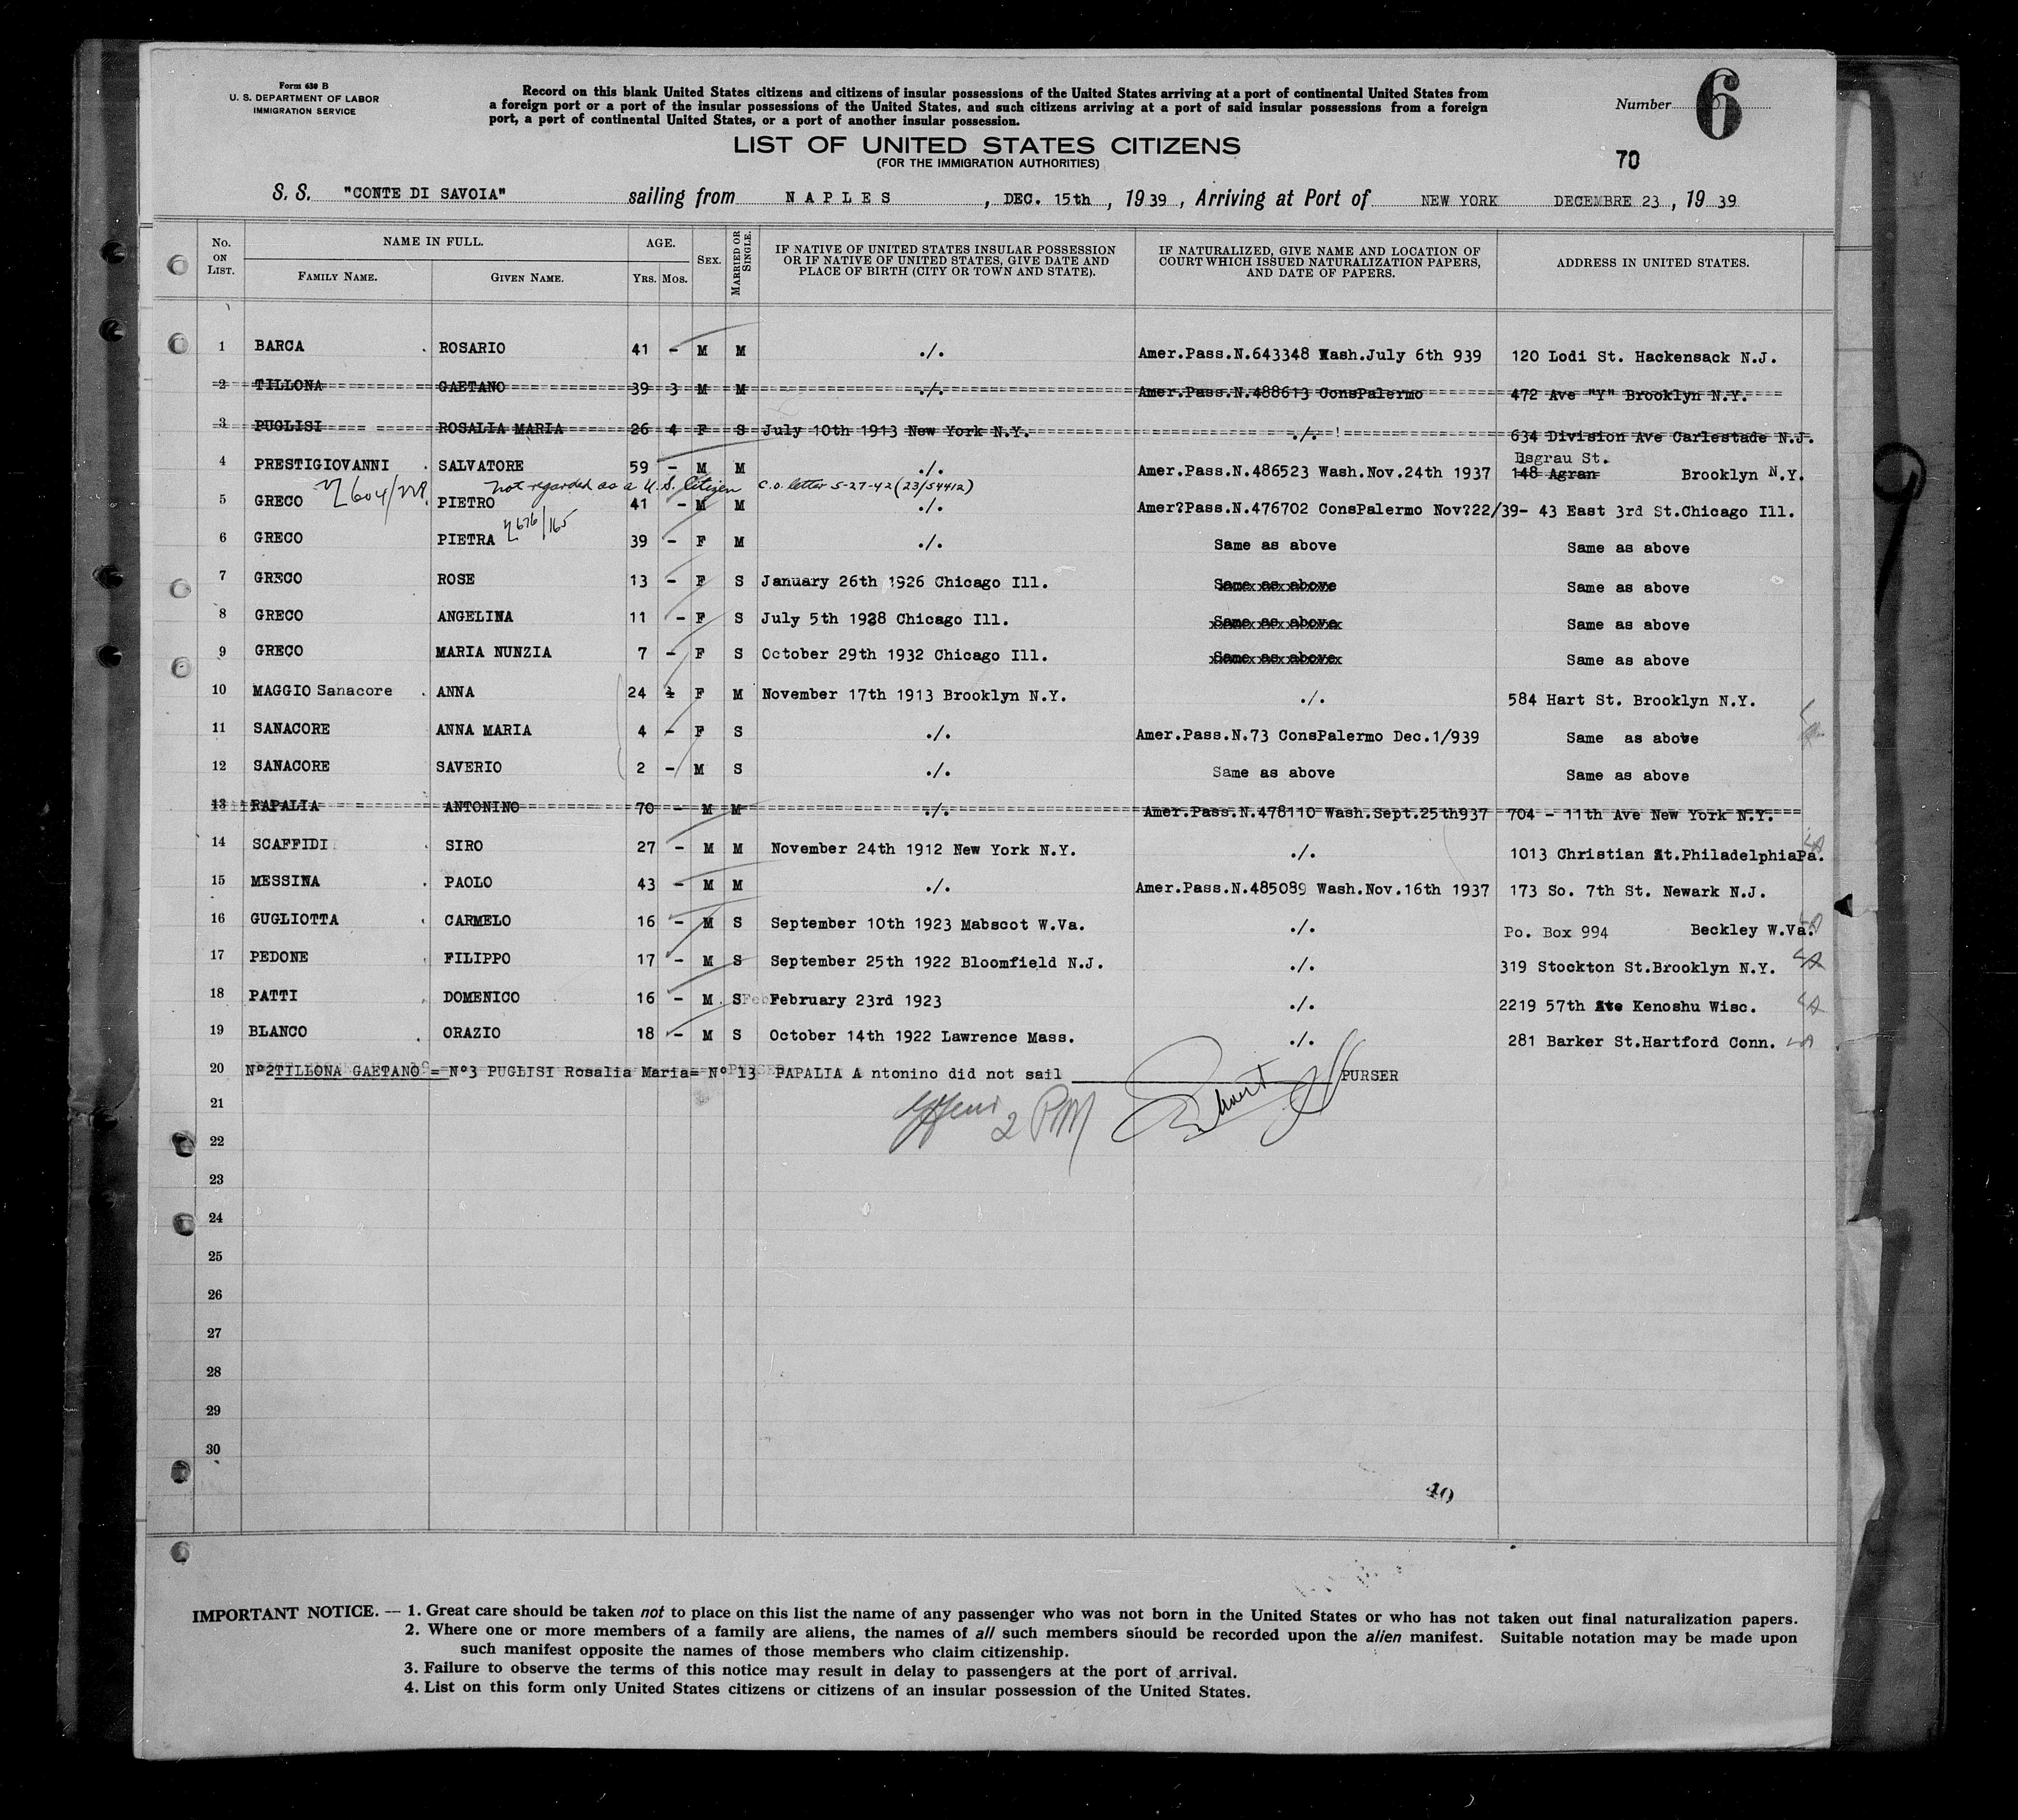 Form 630 B
U. S. DEPARTMENT OF LABOR
IMMIGRATION SERVICE
Record on this blank United States citizens and citizens of insular possessions of the United States arriving at a port of continental United States from
a foreign port or a port of the insular possessions of the United States, and such citizens arriving at a port of said insular possessions from a foreign
port, a port of continental United States, or a port of another insular possession.
Number 6
LIST OF UNITED STATES CITIZENS
(FOR THE IMMIGRATION AUTHORITIES)
70
S. S. "CONTE DI SAVOIA" sailing from NAPLES, DEC. 15th, 1939, Arriving at Port of NEW YORK DECEMBRE 23, 1939
No. ON LIST. NAME IN FULL. FAMILY NAME. GIVEN NAME. AGE. YRS. MOS. SEX. MARRIED OR SINGLE. IF NATIVE OF UNITED STATES INSULAR POSSESSION OR IF NATIVE OF UNITED STATES, GIVE DATE AND PLACE OF BIRTH (CITY OR TOWN AND STATE). IF NATURALIZED, GIVE NAME AND LOCATION OF COURT WHICH ISSUED NATURALIZATION PAPERS, AND DATE OF PAPERS. ADDRESS IN UNITED STATES.
1 BARCA ROSARIO 41 - M M ./. Amer.Pass.N.643348 Wash.July 6th 939 120 Lodi St. Hackensack N.J.
2 TILLONA GAETANO 39 3 M M ./. Amer.Pass.N.488613 ConsPalermo 472 Ave "Y" Brooklyn N.Y.
3 PUGLISI ROSALIA MARIA 26 4 F S July 10th 1913 New York N.Y. ./. 634 Division Ave Carlestade N.J.
4 PRESTIGIOVANNI SALVATORE 59 - M M ./. Amer.Pass.N.486523 Wash.Nov.24th 1937 148 Agran Brooklyn N.Y.
not regarded as a U.S. Citizen C.O. letter 5-27-42 (23/54412)
5 GRECO PIETRO 41 - M M ./. Amer?Pass.N.476702 ConsPalermo Nov?22/39- 43 East 3rd St.Chicago Ill.
6 GRECO PIETRA 39 - F M ./. Same as above Same as above
7 GRECO ROSE 13 - F S January 26th 1926 Chicago Ill. Same as above Same as above
8 GRECO ANGELINA 11 - F S July 5th 1928 Chicago Ill. Same as above Same as above
9 GRECO MARIA NUNZIA 7 - F S October 29th 1932 Chicago Ill. Same as above Same as above
10 MAGGIO Sanacore ANNA 24 1 F M November 17th 1913 Brooklyn N.Y. ./. 584 Hart St. Brooklyn N.Y.
11 SANACORE ANNA MARIA 4 - F S ./. Amer.Pass.N.73 ConsPalermo Dec.1/939 Same as above
12 SANACORE SAVERIO 2 - M S ./. Same as above Same as above
13 PAPALIA ANTONINO 70 - M M ./. Amer.Pass.N.478110 Wash.Sept.25th937 704 - 11th Ave New York N.Y.
14 SCAFFIDI SIRO 27 - M M November 24th 1912 New York N.Y. ./. 1013 Christian St.PhiladelphiaPa.
15 MESSINA PAOLO 43 - M M ./. Amer.Pass.N.485089 Wash.Nov.16th 1937 173 So. 7th St. Newark N.J.
16 GUGLIOTTA CARMELO 16 - M S September 10th 1923 Mabscot W.Va. ./. Po. Box 994 Beckley W.Va.
17 PEDONE FILIPPO 17 - M S September 25th 1922 Bloomfield N.J. ./. 319 Stockton St.Brooklyn N.Y.
18 PATTI DOMENICO 16 - M S February 23rd 1923 ./. 2219 57th Kenoshu Wisc.
19 BLANCO ORAZIO 18 - M S October 14th 1922 Lawrence Mass. ./. 281 Barker St.Hartford Conn.
20 Nº2TILLONA GAETANO = Nº3 PUGLISI Rosalia Maria= Nº 13 PAPALIA A ntonino did not sail PURSER
21
22
23
24
25
26
27
28
29
30
IMPORTANT NOTICE. — 1. Great care should be taken not to place on this list the name of any passenger who was not born in the United States or who has not taken out final naturalization papers.
2. Where one or more members of a family are aliens, the names of all such members should be recorded upon the alien manifest. Suitable notation may be made upon
such manifest opposite the names of those members who claim citizenship.
3. Failure to observe the terms of this notice may result in delay to passengers at the port of arrival.
4. List on this form only United States citizens or citizens of an insular possession of the United States.